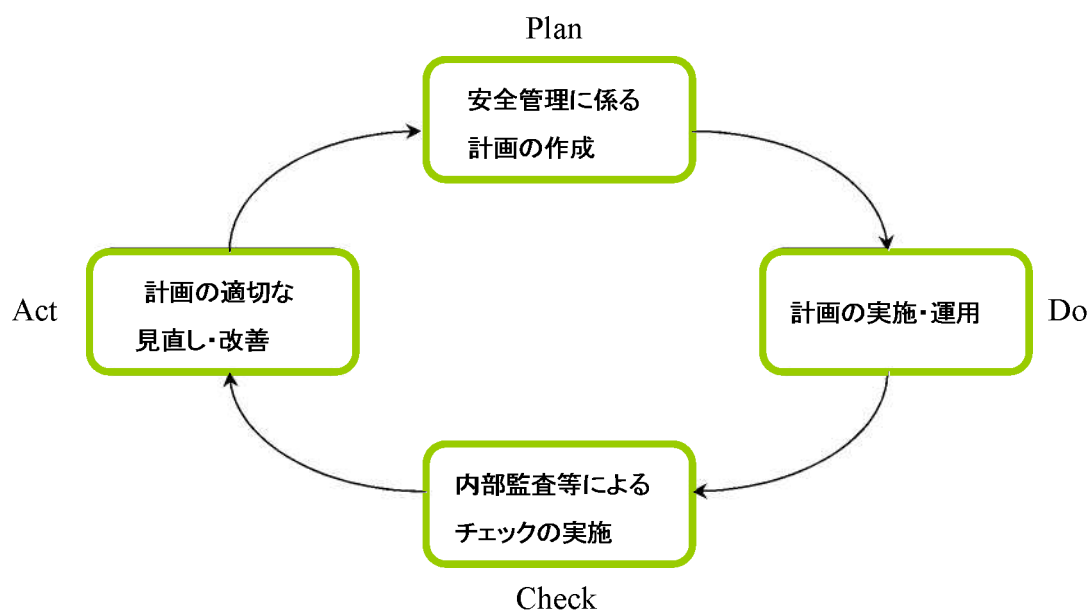 Plan
安全管理に係る
計画の作成
Act
計画の適切な
見直し・改善
計画の実施・運用
Do
内部監査等による
チェックの実施
Check